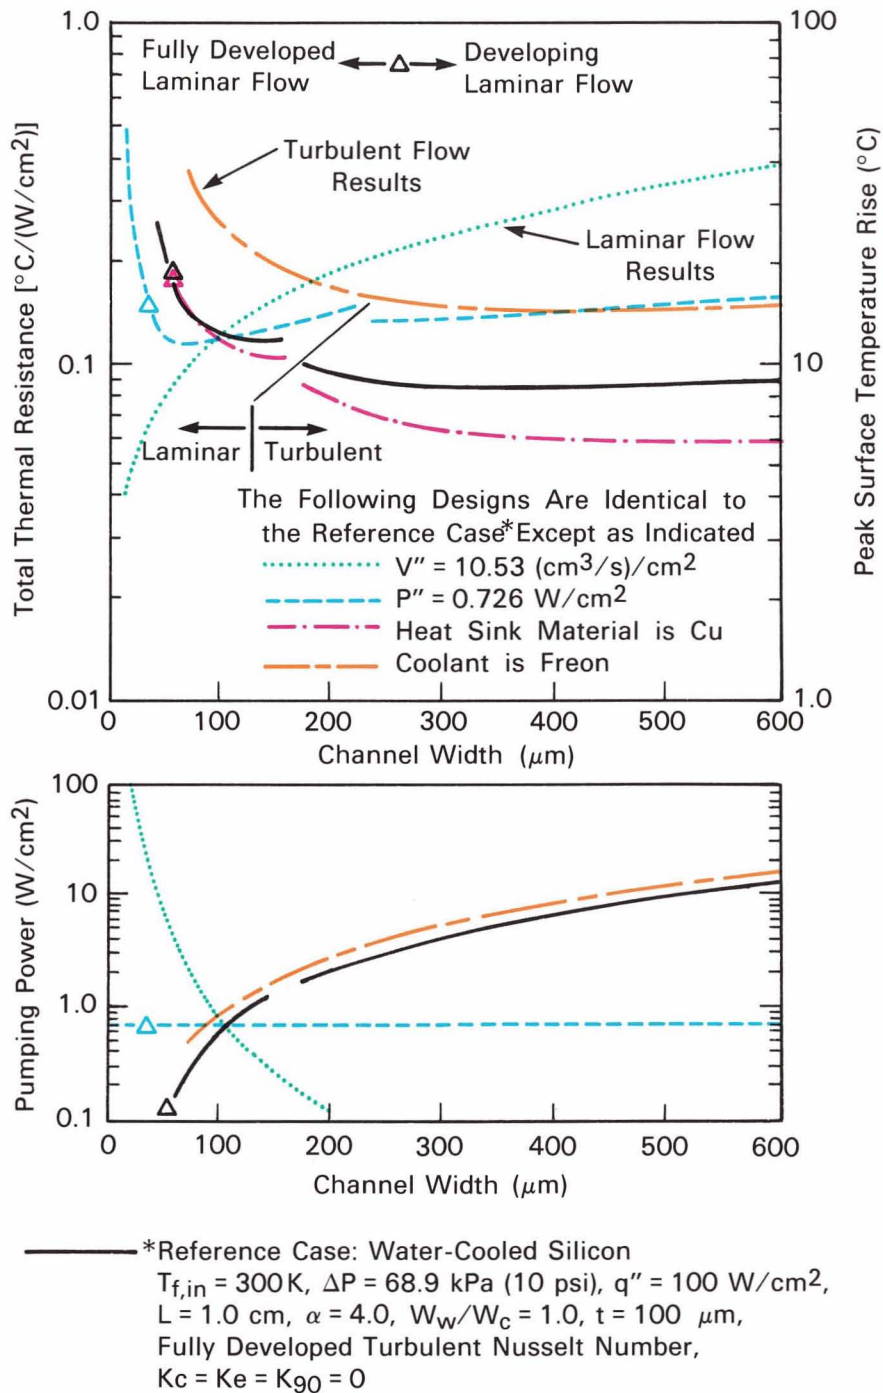 1.0
100
Fully Developed
Laminar Flow
Developing
Laminar Flow
Turbulent Flow
Results
Laminar Flow
Results
Total Thermal Resistance [°C/(W/cm²)]
Peak Surface Temperature Rise (°C)
0.1
10
Laminar
Turbulent
The Following Designs Are Identical to
the Reference Case* Except as Indicated
V″ = 10.53 (cm³/s)/cm²
P″ = 0.726 W/cm²
Heat Sink Material is Cu
Coolant is Freon
0.01
1.0
0 100 200 300 400 500 600
Channel Width (μm)
100
10
1.0
0.1
Pumping Power (W/cm²)
0 100 200 300 400 500 600
Channel Width (μm)
*Reference Case: Water-Cooled Silicon
T_f,in = 300 K, ΔP = 68.9 kPa (10 psi), q″ = 100 W/cm²,
L = 1.0 cm, α = 4.0, W_w/W_c = 1.0, t = 100 μm,
Fully Developed Turbulent Nusselt Number,
Kc = Ke = K₉₀ = 0